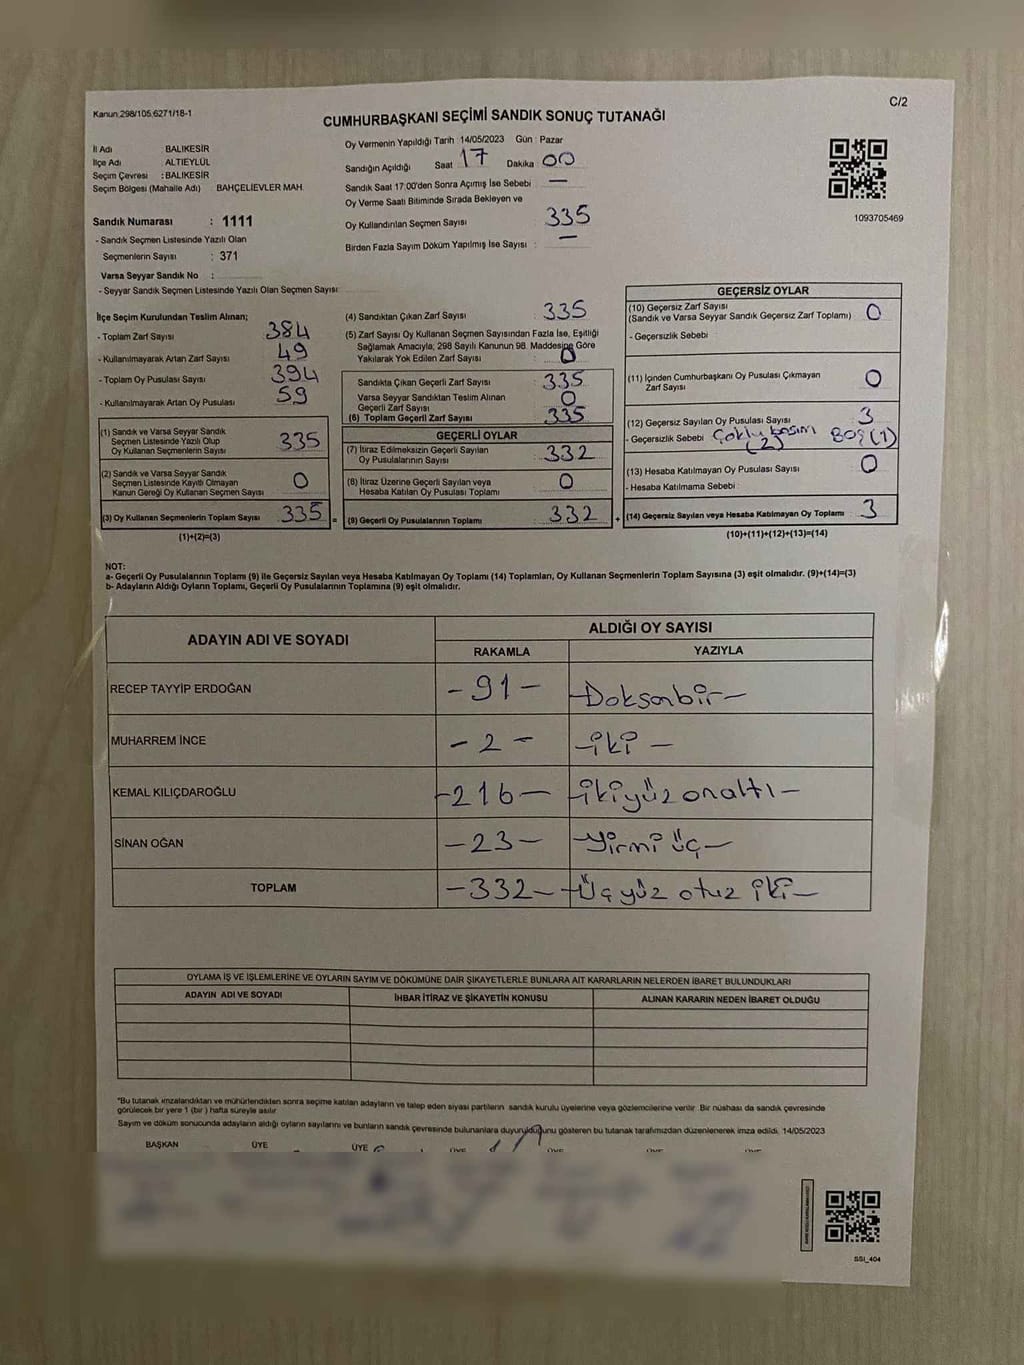 C/2
Kanun:298/105;6271/18-1
CUMHURBAŞKANI SEÇİMİ SANDIK SONUÇ TUTANAĞI
İl Adı : BALIKESİR
İlçe Adı : ALTIEYLÜL
Seçim Çevresi : BALIKESİR
Seçim Bölgesi (Mahalle Adı) BAHÇELİEVLER MAH.
Sandık Numarası : 1111
- Sandık Seçmen Listesinde Yazılı Olan
Seçmenlerin Sayısı : 371
Varsa Seyyar Sandık No :
- Seyyar Sandık Seçmen Listesinde Yazılı Olan Seçmen Sayısı:
Oy Vermenin Yapıldığı Tarih :14/05/2023 Gün : Pazar
Sandığın Açıldığı Saat 17 Dakika 00
Sandık Saat 17:00'den Sonra Açımış İse Sebebi : —
Oy Verme Saati Bitiminde Sırada Bekleyen ve
Oy Kullandırılan Seçmen Sayısı 335
Birden Fazla Sayım Döküm Yapılmış İse Sayısı : —
1093705469
İlçe Seçim Kurulundan Teslim Alınan;
- Toplam Zarf Sayısı 384
- Kullanılmayarak Artan Zarf Sayısı 49
- Toplam Oy Pusulası Sayısı 394
- Kullanılmayarak Artan Oy Pusulası 59
(1) Sandık ve Varsa Seyyar Sandık
Seçmen Listesinde Yazılı Olup
Oy Kullanan Seçmenlerin Sayısı 335
(2) Sandık ve Varsa Seyyar Sandık
Seçmen Listesinde Kayıtlı Olmayan
Kanun Gereği Oy Kullanan Seçmen Sayısı 0
(3) Oy Kullanan Seçmenlerin Toplam Sayısı 335 =
(1)+(2)=(3)
(4) Sandıktan Çıkan Zarf Sayısı : 335
(5) Zarf Sayısı Oy Kullanan Seçmen Sayısından Fazla İse, Eşitliği
Sağlamak Amacıyla; 298 Sayılı Kanunun 98. Maddesine Göre
Yakılarak Yok Edilen Zarf Sayısı : 0
Sandıkta Çıkan Geçerli Zarf Sayısı : 335
Varsa Seyyar Sandıktan Teslim Alınan
Geçerli Zarf Sayısı : 0
(6) Toplam Geçerli Zarf Sayısı : 335
GEÇERLİ OYLAR
(7) İtiraz Edilmeksizin Geçerli Sayılan
Oy Pusulalarının Sayısı : 332
(8) İtiraz Üzerine Geçerli Sayılan veya
Hesaba Katılan Oy Pusulası Toplamı : 0
(9) Geçerli Oy Pusulalarının Toplamı : 332 +
GEÇERSİZ OYLAR
(10) Geçersiz Zarf Sayısı
(Sandık ve Varsa Seyyar Sandık Geçersiz Zarf Toplamı) : 0
- Geçersizlik Sebebi :
(11) İçinden Cumhurbaşkanı Oy Pusulası Çıkmayan
Zarf Sayısı : 0
(12) Geçersiz Sayılan Oy Pusulası Sayısı : 3
- Geçersizlik Sebebi : Çoklu basım (2) Boş (1)
(13) Hesaba Katılmayan Oy Pusulası Sayısı : 0
- Hesaba Katılmama Sebebi :
(14) Geçersiz Sayılan veya Hesaba Katılmayan Oy Toplamı : 3
(10)+(11)+(12)+(13)=(14)
NOT:
a- Geçerli Oy Pusulalarının Toplamı (9) ile Geçersiz Sayılan veya Hesaba Katılmayan Oy Toplamı (14) Toplamları, Oy Kullanan Seçmenlerin Toplam Sayısına (3) eşit olmalıdır. (9)+(14)=(3)
b- Adayların Aldığı Oyların Toplamı, Geçerli Oy Pusulalarının Toplamına (9) eşit olmalıdır.
ADAYIN ADI VE SOYADI ALDIĞI OY SAYISI
RAKAMLA YAZIYLA
RECEP TAYYİP ERDOĞAN -91- -Doksanbir-
MUHARREM İNCE -2- -iki-
KEMAL KILIÇDAROĞLU -216- -ikiyüzonaltı-
SİNAN OĞAN -23- -Yirmi üç-
TOPLAM -332- -Üçyüz otuz iki-
OYLAMA İŞ VE İŞLEMLERİNE VE OYLARIN SAYIM VE DÖKÜMÜNE DAİR ŞİKAYETLERLE BUNLARA AİT KARARLARIN NELERDEN İBARET BULUNDUKLARI
ADAYIN ADI VE SOYADI İHBAR İTİRAZ VE ŞİKAYETİN KONUSU ALINAN KARARIN NEDEN İBARET OLDUĞU
*Bu tutanak imzalandıktan ve mühürlendikten sonra seçime katılan adayların ve talep eden siyasi partilerin sandık kurulu üyelerine veya gözlemcilerine verilir. Bir nüshası da sandık çevresinde
görülecek bir yere 1 (bir) hafta süreyle asılır.
Sayım ve döküm sonucunda adayların aldığı oyların sayılarını ve bunların sandık çevresinde bulunanlara duyurulduğunu gösteren bu tutanak tarafımızdan düzenlenerek imza edildi. 14/05/2023
BAŞKAN ÜYE ÜYE ÜYE ÜYE ÜYE ÜYE
SSI_404